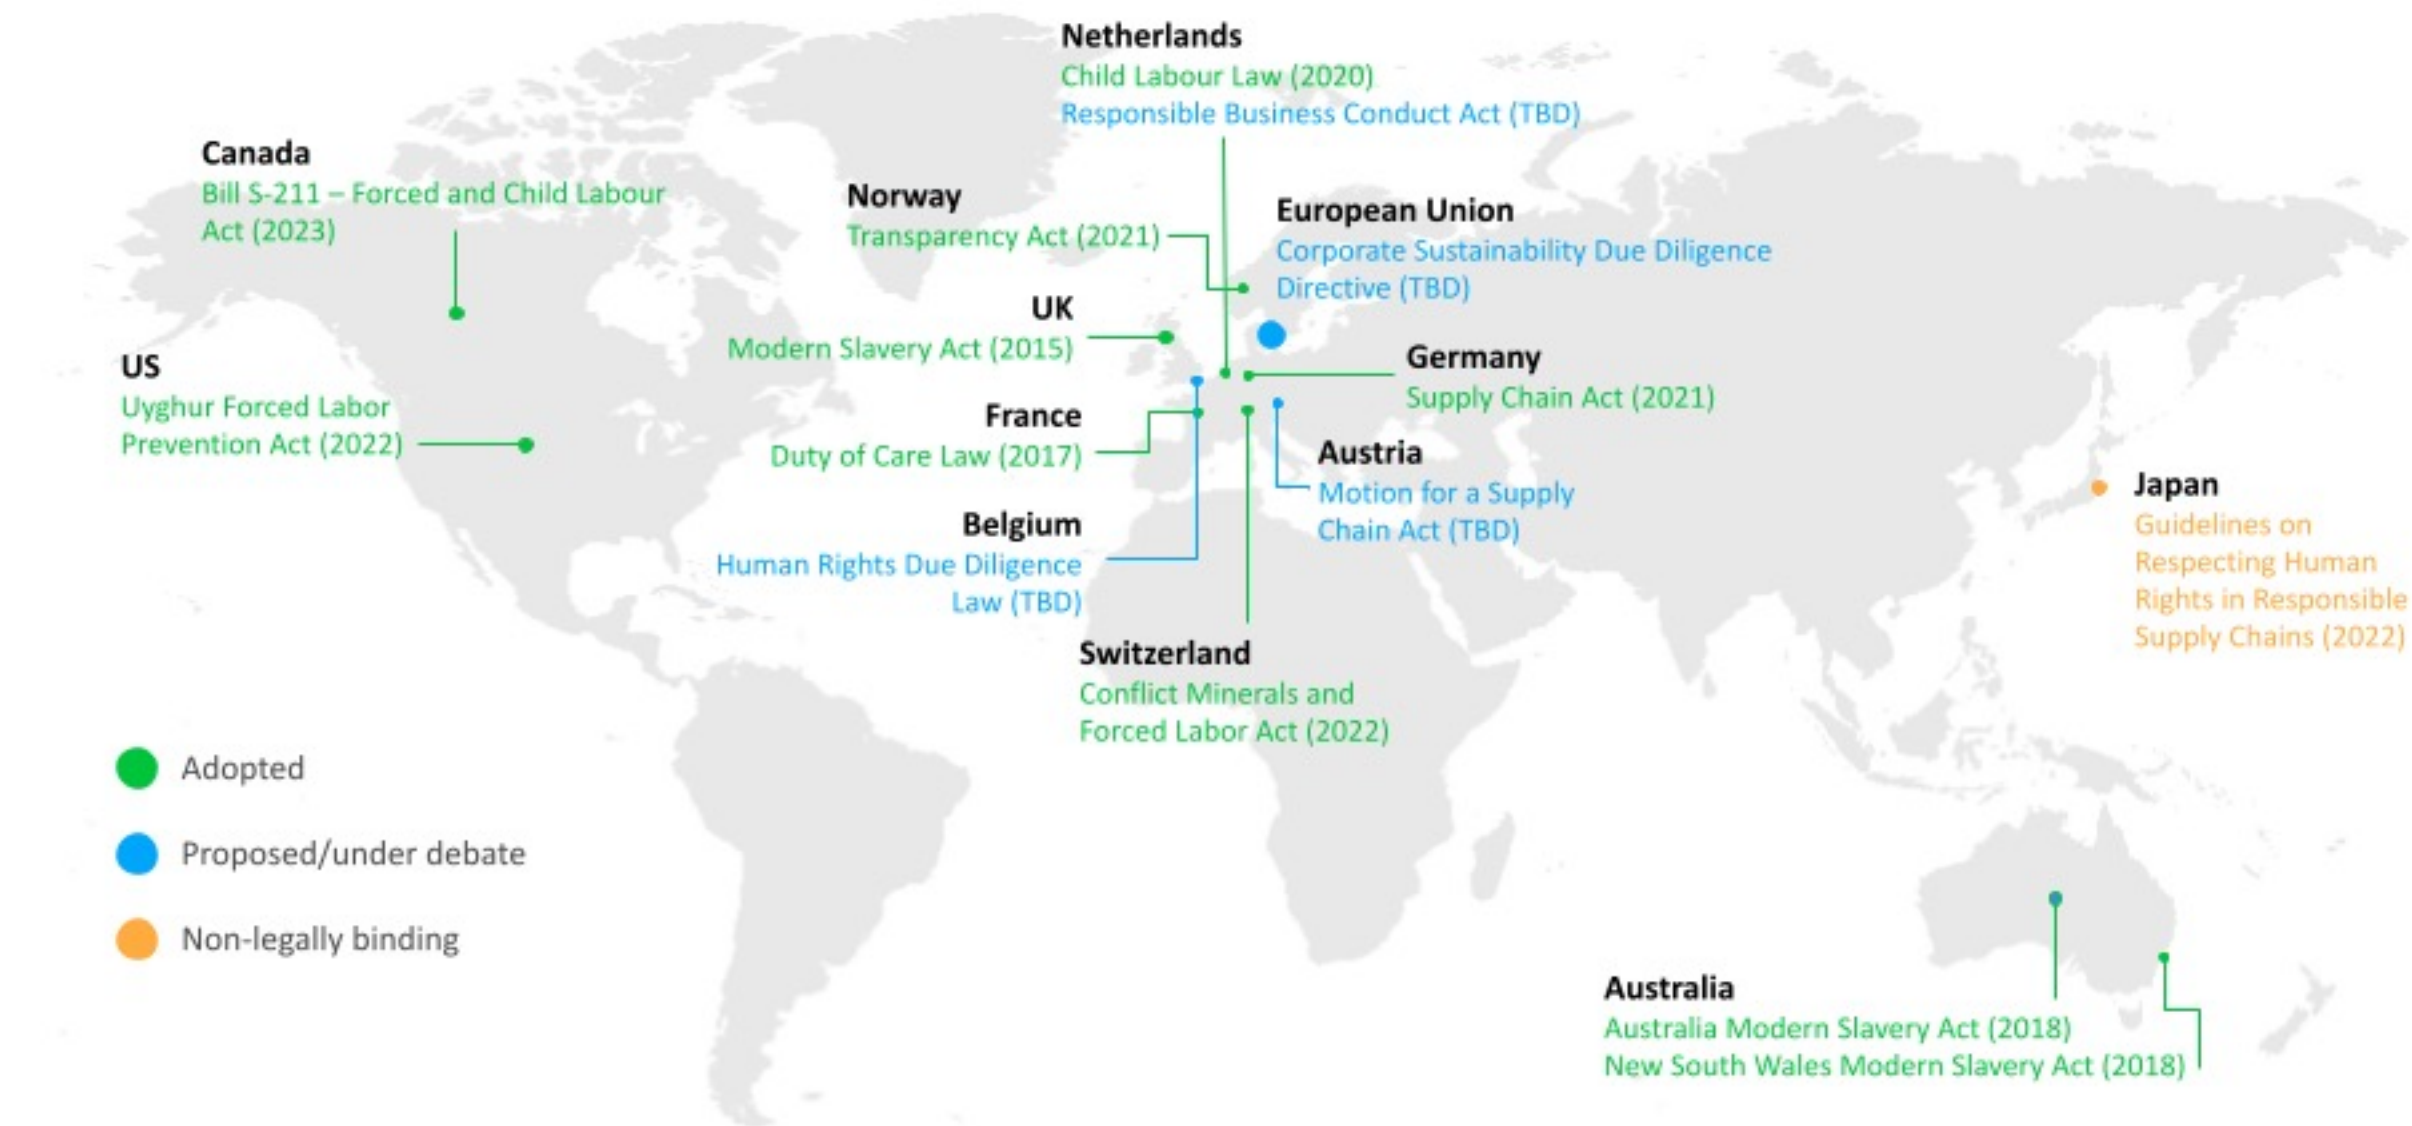 Netherlands
Child Labour Law (2020)
Responsible Business Conduct Act (TBD)
Canada
Bill S-211 – Forced and Child Labour
Act (2023)
Norway
Transparency Act (2021)
European Union
Corporate Sustainability Due Diligence
Directive (TBD)
UK
Modern Slavery Act (2015)
US
Uyghur Forced Labor
Prevention Act (2022)
Germany
Supply Chain Act (2021)
France
Duty of Care Law (2017)
Austria
Motion for a Supply
Chain Act (TBD)
Japan
Guidelines on
Respecting Human
Rights in Responsible
Supply Chains (2022)
Belgium
Human Rights Due Diligence
Law (TBD)
Switzerland
Conflict Minerals and
Forced Labor Act (2022)
Adopted
Proposed/under debate
Non-legally binding
Australia
Australia Modern Slavery Act (2018)
New South Wales Modern Slavery Act (2018)